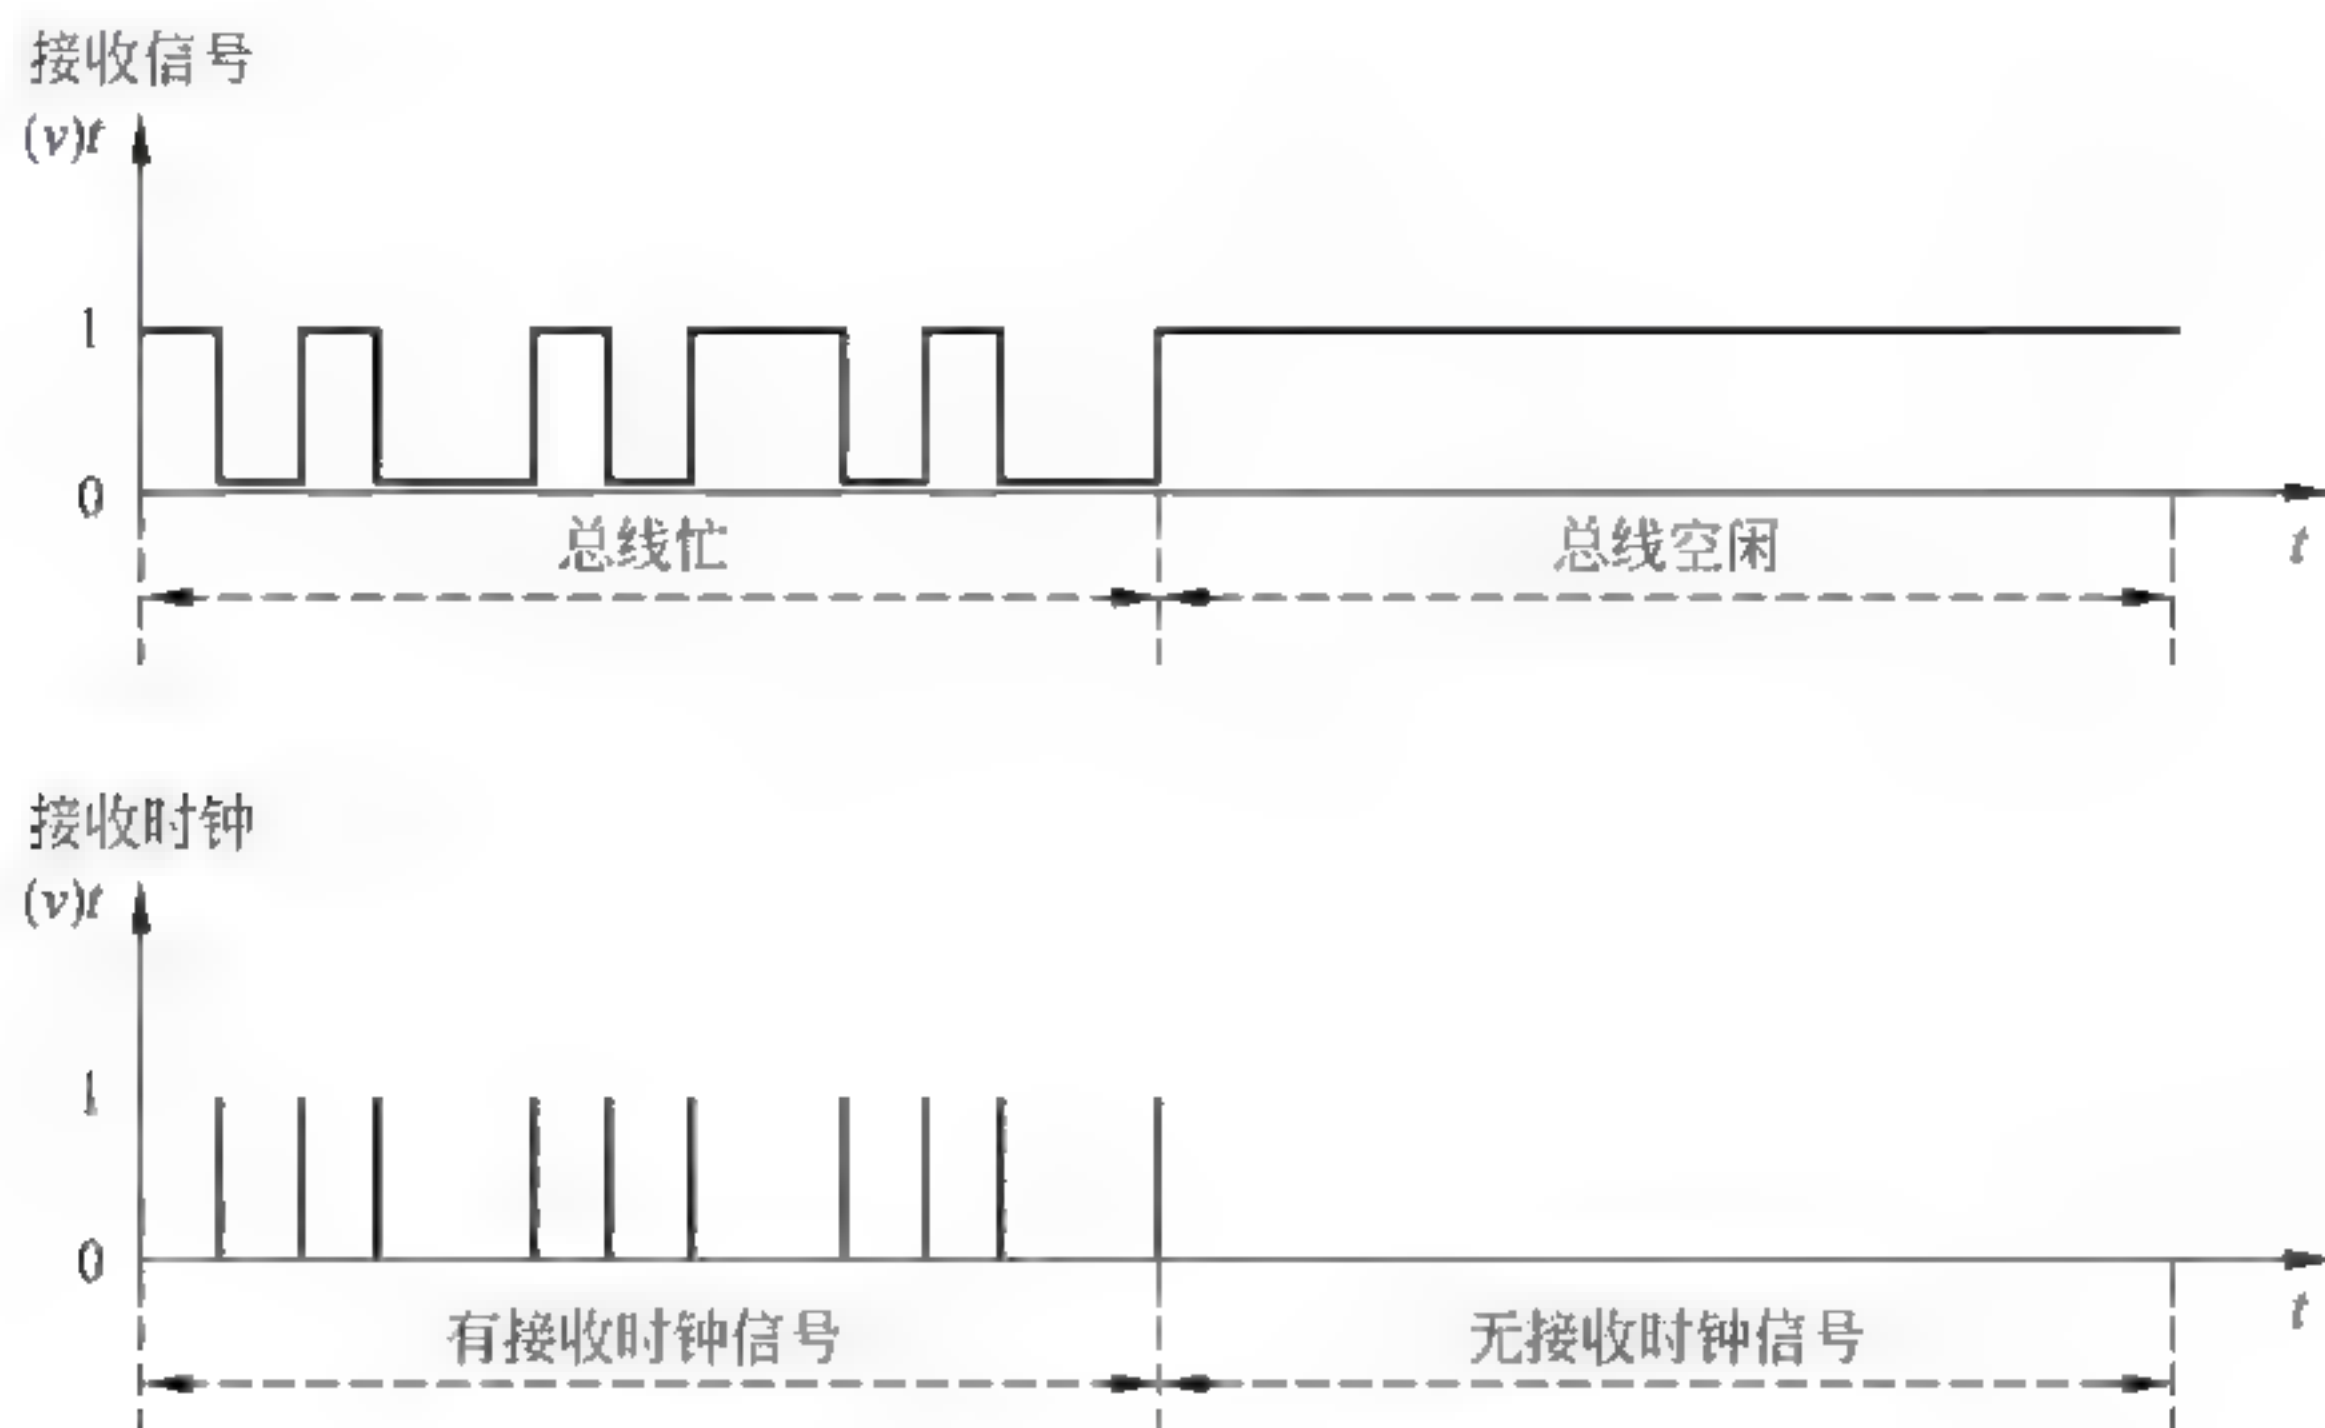 接收信号
(v)t
1
0
总线忙
总线空闲
t
接收时钟
(v)t
1
0
有接收时钟信号
无接收时钟信号
t